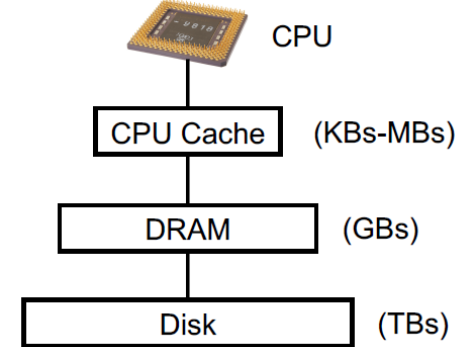 CPU
CPU Cache (KBs-MBs)
DRAM (GBs)
Disk (TBs)